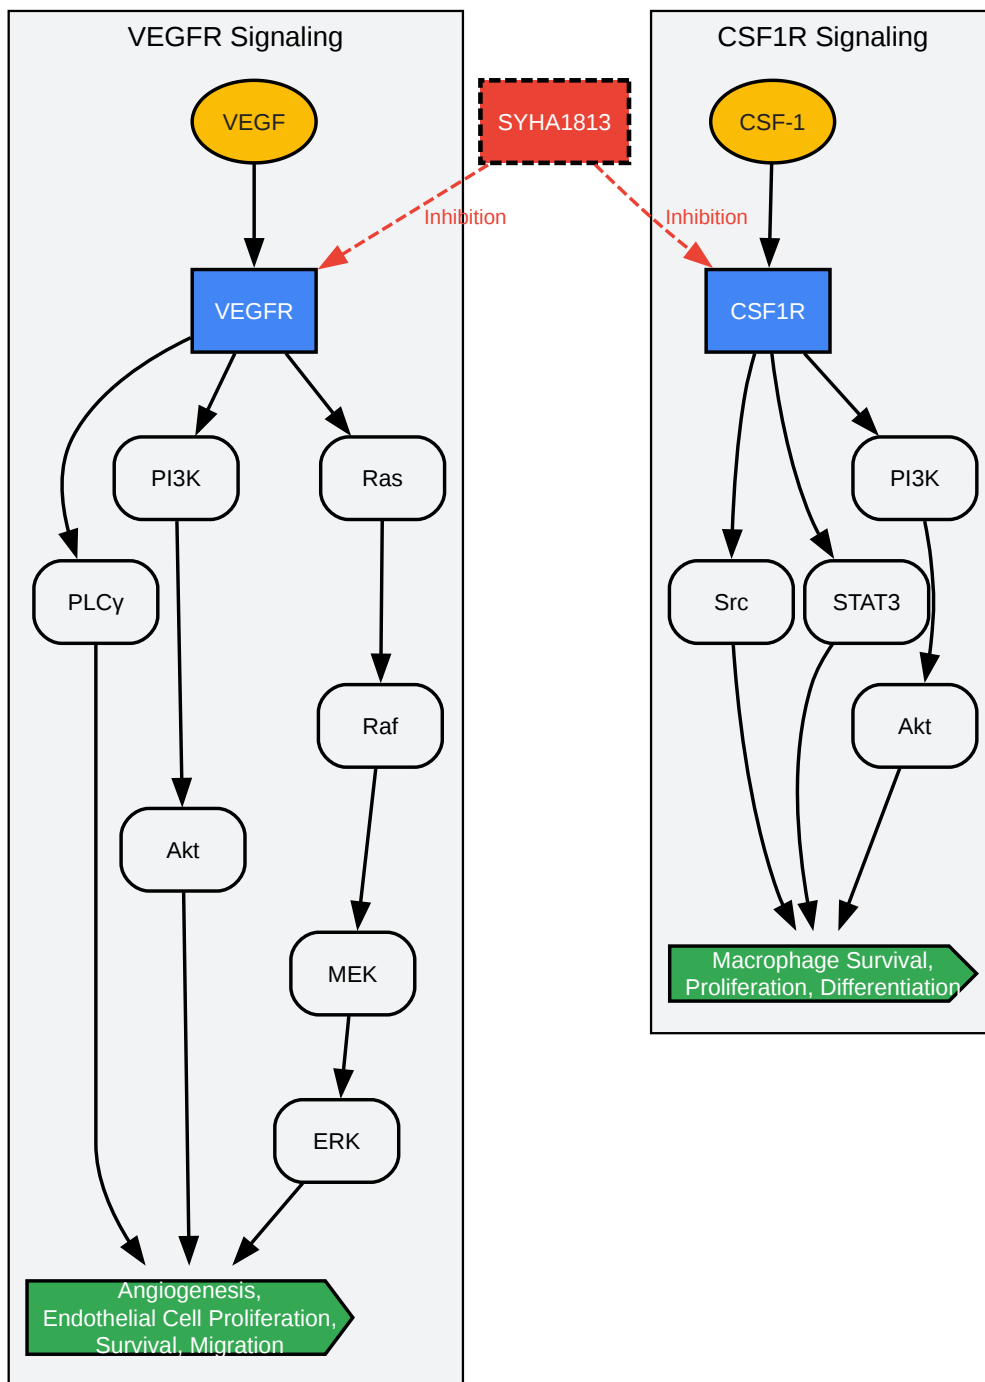 VEGFR Signaling
VEGF
VEGFR
PI3K
Ras
PLCγ
Raf
Akt
MEK
ERK
Angiogenesis,
Endothelial Cell Proliferation,
Survival, Migration
SYHA1813
Inhibition
Inhibition
CSF1R Signaling
CSF-1
CSF1R
PI3K
Src
STAT3
Akt
Macrophage Survival,
Proliferation, Differentiation